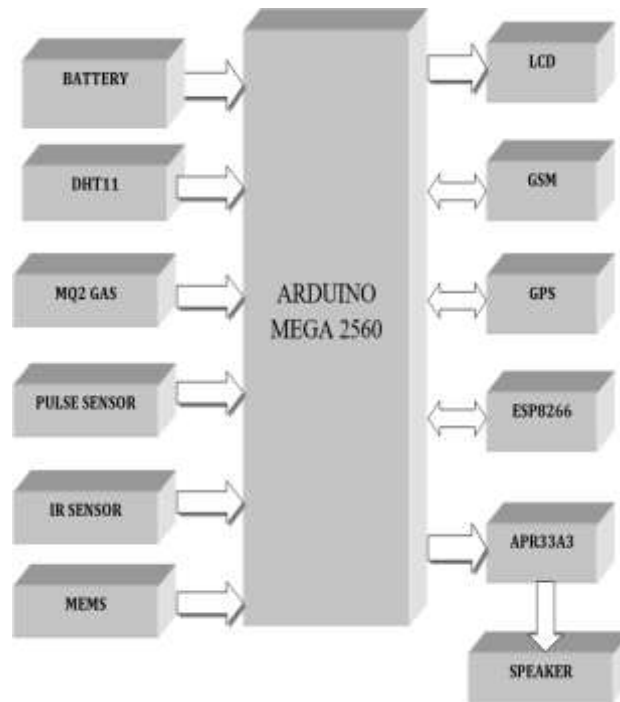 BATTERY
DHT11
MQ2 GAS
PULSE SENSOR
IR SENSOR
MEMS
ARDUINO
MEGA 2560
LCD
GSM
GPS
ESP8266
APR33A3
SPEAKER